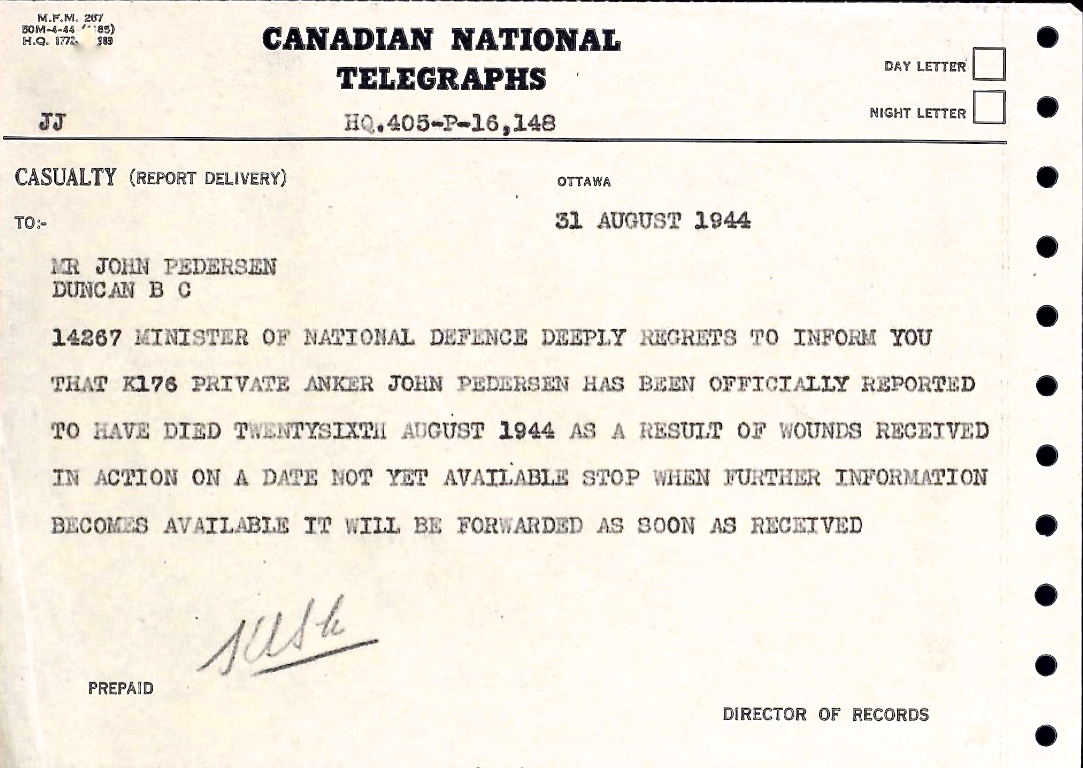 M.F.M. 267
50M-4-44
H.Q. 1772
CANADIAN NATIONAL
TELEGRAPHS
DAY LETTER
NIGHT LETTER
JJ HQ.405-P-16,148
CASUALTY (REPORT DELIVERY) OTTAWA
TO:- 31 AUGUST 1944
MR JOHN PEDERSEN
DUNCAN B C
14267 MINISTER OF NATIONAL DEFENCE DEEPLY REGRETS TO INFORM YOU
THAT K176 PRIVATE ANKER JOHN PEDERSEN HAS BEEN OFFICIALLY REPORTED
TO HAVE DIED TWENTYSIXTH AUGUST 1944 AS A RESULT OF WOUNDS RECEIVED
IN ACTION ON A DATE NOT YET AVAILABLE STOP WHEN FURTHER INFORMATION
BECOMES AVAILABLE IT WILL BE FORWARDED AS SOON AS RECEIVED
PREPAID
DIRECTOR OF RECORDS